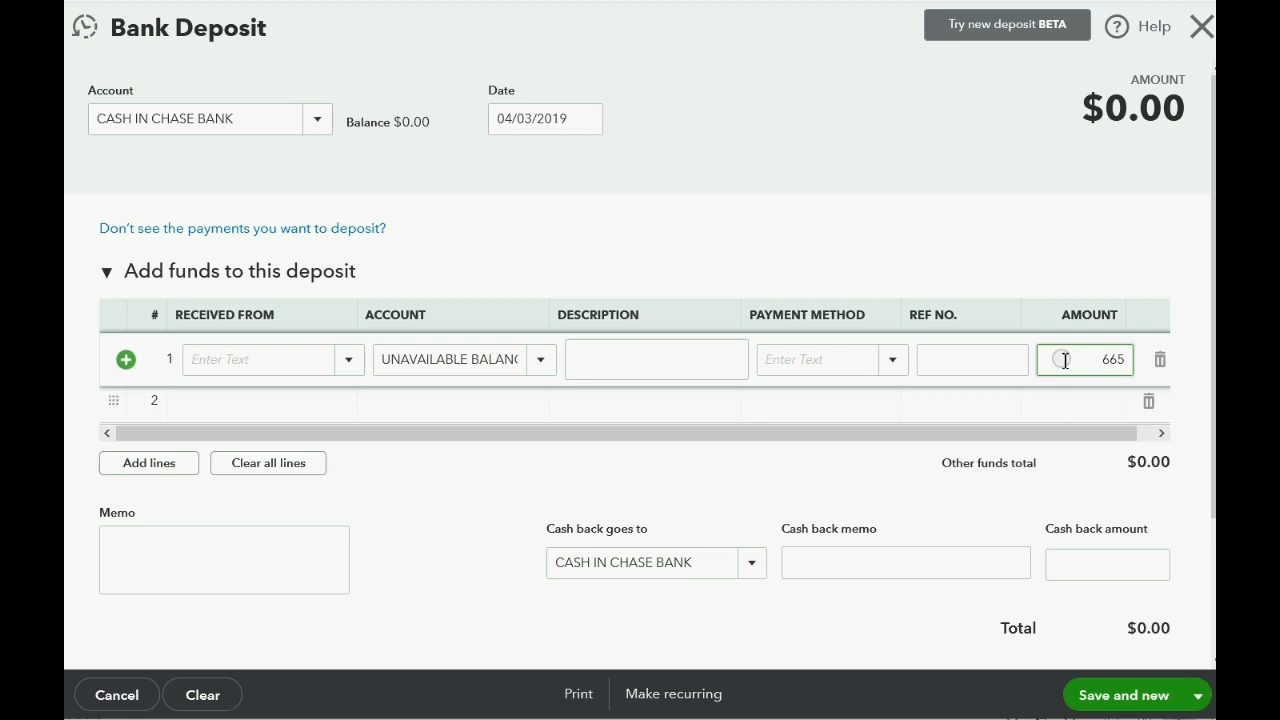 Bank Deposit
Try new deposit BETA
Help
Account
Date
AMOUNT
CASH IN CHASE BANK
Balance $0.00
04/03/2019
$0.00
Don't see the payments you want to deposit?
Add funds to this deposit
# RECEIVED FROM ACCOUNT DESCRIPTION PAYMENT METHOD REF NO. AMOUNT
1 Enter Text UNAVAILABLE BALANC Enter Text 665
2
Add lines Clear all lines Other funds total $0.00
Memo
Cash back goes to Cash back memo Cash back amount
CASH IN CHASE BANK
Total $0.00
Cancel Clear Print Make recurring Save and new